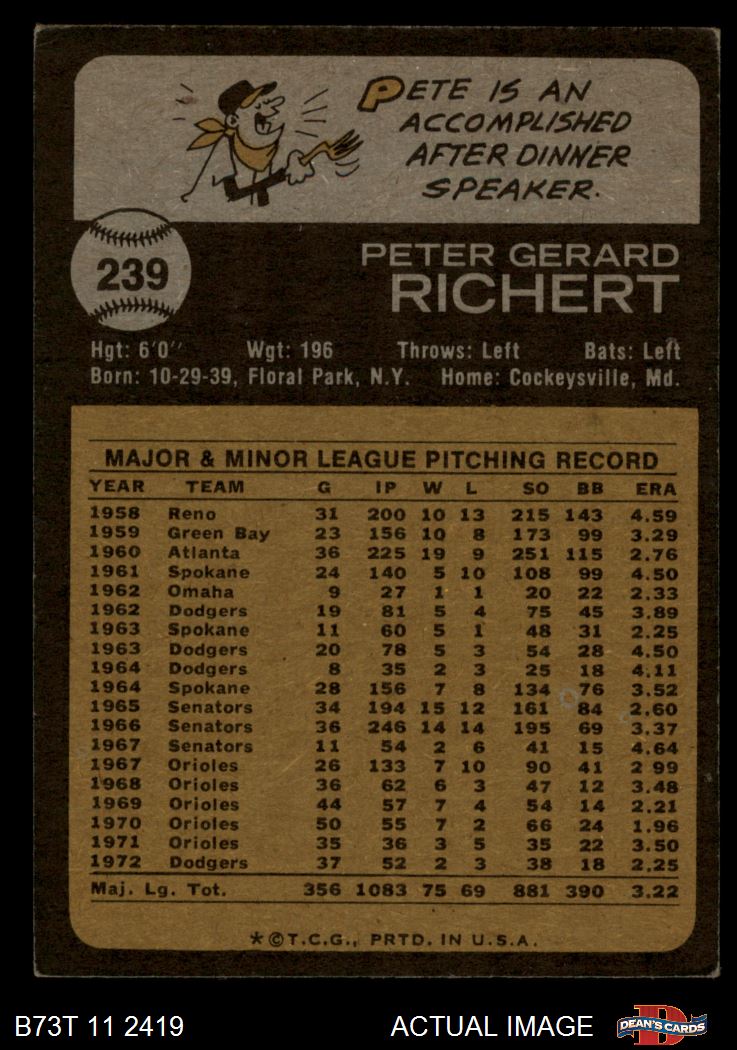 PETE IS AN
ACCOMPLISHED
AFTER DINNER
SPEAKER.
239
PETER GERARD
RICHERT
Hgt: 6'0" Wgt: 196 Throws: Left Bats: Left
Born: 10-29-39, Floral Park, N.Y. Home: Cockeysville, Md.
MAJOR & MINOR LEAGUE PITCHING RECORD
YEAR TEAM G IP W L SO BB ERA
1958 Reno 31 200 10 13 215 143 4.59
1959 Green Bay 23 156 10 8 173 99 3.29
1960 Atlanta 36 225 19 9 251 115 2.76
1961 Spokane 24 140 5 10 108 99 4.50
1962 Omaha 9 27 1 1 20 22 2.33
1962 Dodgers 19 81 5 4 75 45 3.89
1963 Spokane 11 60 5 1 48 31 2.25
1963 Dodgers 20 78 5 3 54 28 4.50
1964 Dodgers 8 35 2 3 25 18 4.11
1964 Spokane 28 156 7 8 134 76 3.52
1965 Senators 34 194 15 12 161 84 2.60
1966 Senators 36 246 14 14 195 69 3.37
1967 Senators 11 54 2 6 41 15 4.64
1967 Orioles 26 133 7 10 90 41 2 99
1968 Orioles 36 62 6 3 47 12 3.48
1969 Orioles 44 57 7 4 54 14 2.21
1970 Orioles 50 55 7 2 66 24 1.96
1971 Orioles 35 36 3 5 35 22 3.50
1972 Dodgers 37 52 2 3 38 18 2.25
Maj. Lg. Tot. 356 1083 75 69 881 390 3.22
*©T.C.G., PRTD. IN U.S.A.
B73T 11 2419 ACTUAL IMAGE D DEAN'S CARDS